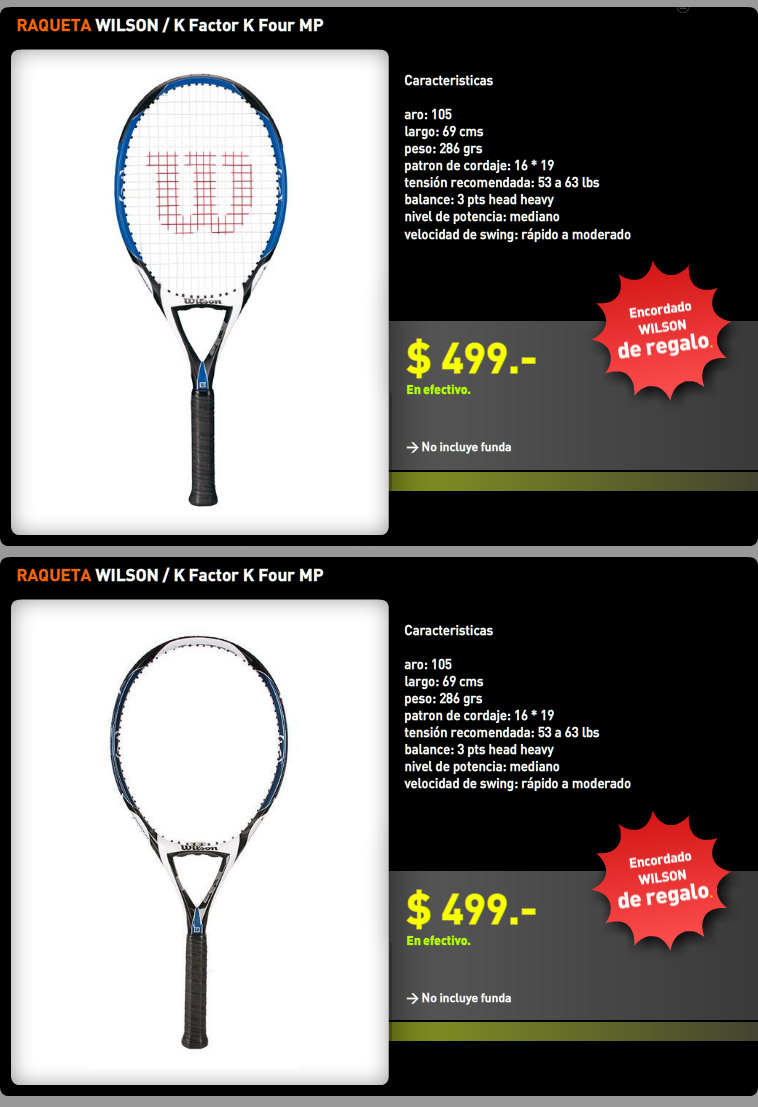 RAQUETA WILSON / K Factor K Four MP
Caracteristicas
aro: 105
largo: 69 cms
peso: 286 grs
patron de cordaje: 16 * 19
tensión recomendada: 53 a 63 lbs
balance: 3 pts head heavy
nivel de potencia: mediano
velocidad de swing: rápido a moderado
W
Wilson
Encordado
WILSON
de regalo.
$ 499.-
En efectivo.
→ No incluye funda
RAQUETA WILSON / K Factor K Four MP
Caracteristicas
aro: 105
largo: 69 cms
peso: 286 grs
patron de cordaje: 16 * 19
tensión recomendada: 53 a 63 lbs
balance: 3 pts head heavy
nivel de potencia: mediano
velocidad de swing: rápido a moderado
Wilson
Encordado
WILSON
de regalo.
$ 499.-
En efectivo.
→ No incluye funda